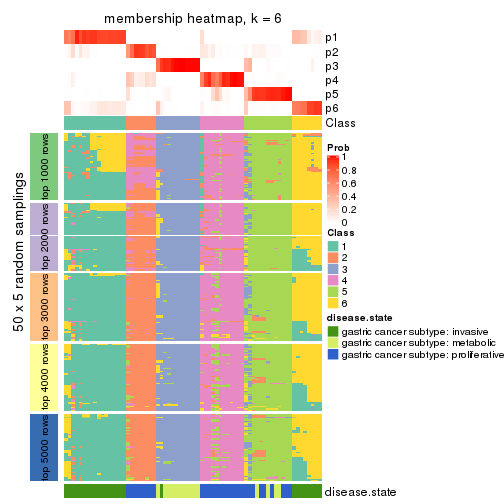 membership heatmap, k = 6
p1
p2
p3
p4
p5
p6
Class
50 x 5 random samplings
top 1000 rows
top 2000 rows
top 3000 rows
top 4000 rows
top 5000 rows
Prob
1
0.8
0.6
0.4
0.2
0
Class
1
2
3
4
5
6
disease.state
gastric cancer subtype: invasive
gastric cancer subtype: metabolic
gastric cancer subtype: proliferative
disease.state